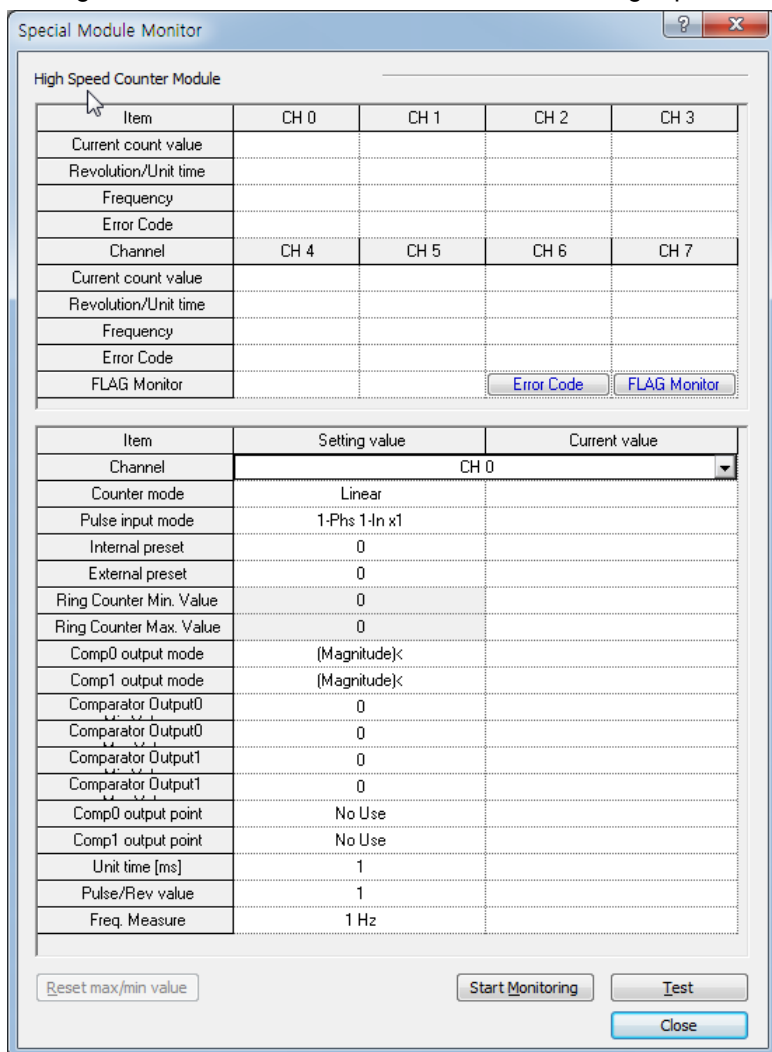 Special Module Monitor
High Speed Counter Module
Item CH 0 CH 1 CH 2 CH 3
Current count value
Revolution/Unit time
Frequency
Error Code
Channel CH 4 CH 5 CH 6 CH 7
Current count value
Revolution/Unit time
Frequency
Error Code
FLAG Monitor Error Code FLAG Monitor
Item Setting value Current value
Channel CH 0
Counter mode Linear
Pulse input mode 1-Phs 1-In x1
Internal preset 0
External preset 0
Ring Counter Min. Value 0
Ring Counter Max. Value 0
Comp0 output mode (Magnitude)<
Comp1 output mode (Magnitude)<
Comparator Output0 0
Comparator Output0 0
Comparator Output1 0
Comparator Output1 0
Comp0 output point No Use
Comp1 output point No Use
Unit time [ms] 1
Pulse/Rev value 1
Freq. Measure 1 Hz
Reset max/min value Start Monitoring Test
Close